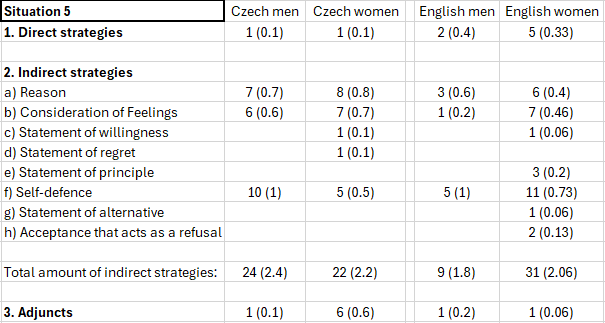 Situation 5 Czech men Czech women English men English women
1. Direct strategies 1 (0.1) 1 (0.1) 2 (0.4) 5 (0.33)
2. Indirect strategies
a) Reason 7 (0.7) 8 (0.8) 3 (0.6) 6 (0.4)
b) Consideration of Feelings 6 (0.6) 7 (0.7) 1 (0.2) 7 (0.46)
c) Statement of willingness 1 (0.1) 1 (0.06)
d) Statement of regret 1 (0.1)
e) Statement of principle 3 (0.2)
f) Self-defence 10 (1) 5 (0.5) 5 (1) 11 (0.73)
g) Statement of alternative 1 (0.06)
h) Acceptance that acts as a refusal 2 (0.13)
Total amount of indirect strategies: 24 (2.4) 22 (2.2) 9 (1.8) 31 (2.06)
3. Adjuncts 1 (0.1) 6 (0.6) 1 (0.2) 1 (0.06)